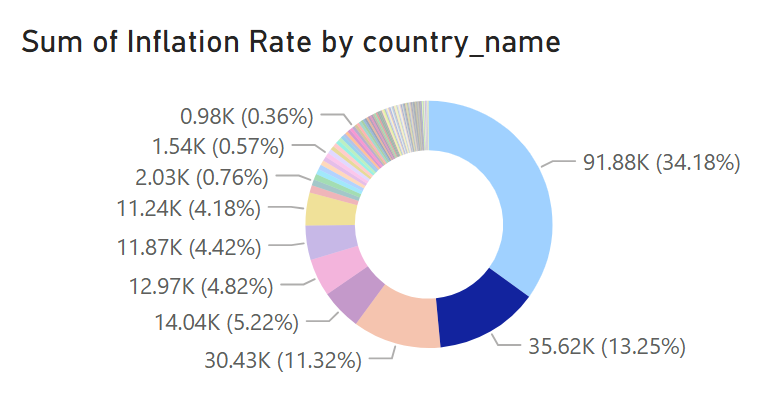 Sum of Inflation Rate by country_name
0.98K (0.36%)
1.54K (0.57%)
2.03K (0.76%)
11.24K (4.18%)
11.87K (4.42%)
12.97K (4.82%)
14.04K (5.22%)
30.43K (11.32%)
91.88K (34.18%)
35.62K (13.25%)